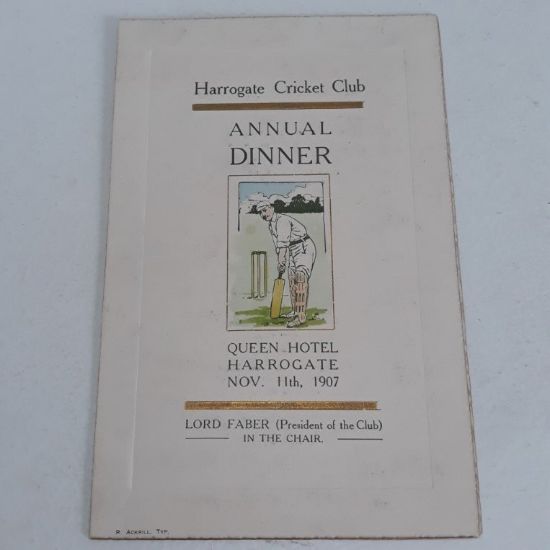 Harrogate Cricket Club
ANNUAL
DINNER
QUEEN HOTEL
HARROGATE
NOV. 11th, 1907
LORD FABER (President of the Club)
IN THE CHAIR.
R. ACKRILL, TYP.